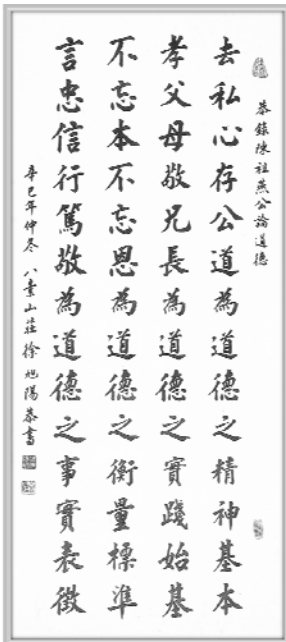 恭錄陳祖燕公論道德
去私心存公道為道德之精神基本
孝父母敬兄長為道德之實踐始基
不忘本不忘恩為道德之衡量標準
言忠信行篤敬為道德之事實表徵
辛巳年仲冬 八素山莊徐旭陽恭書